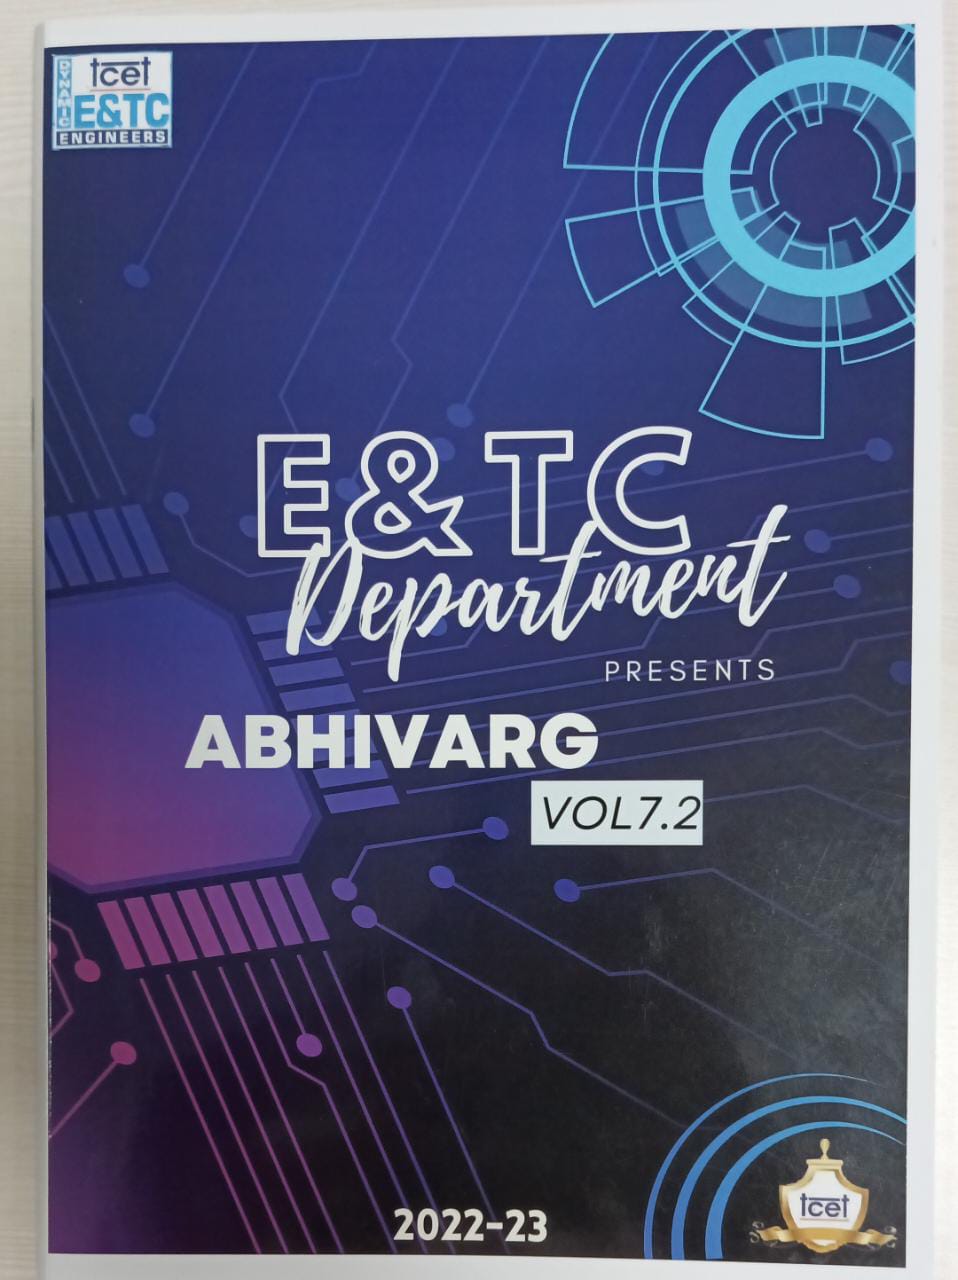 tcet
DYNAMIC
E&TC
ENGINEERS
E&TC
Department
PRESENTS
ABHIVARG
VOL7.2
2022-23
tcet